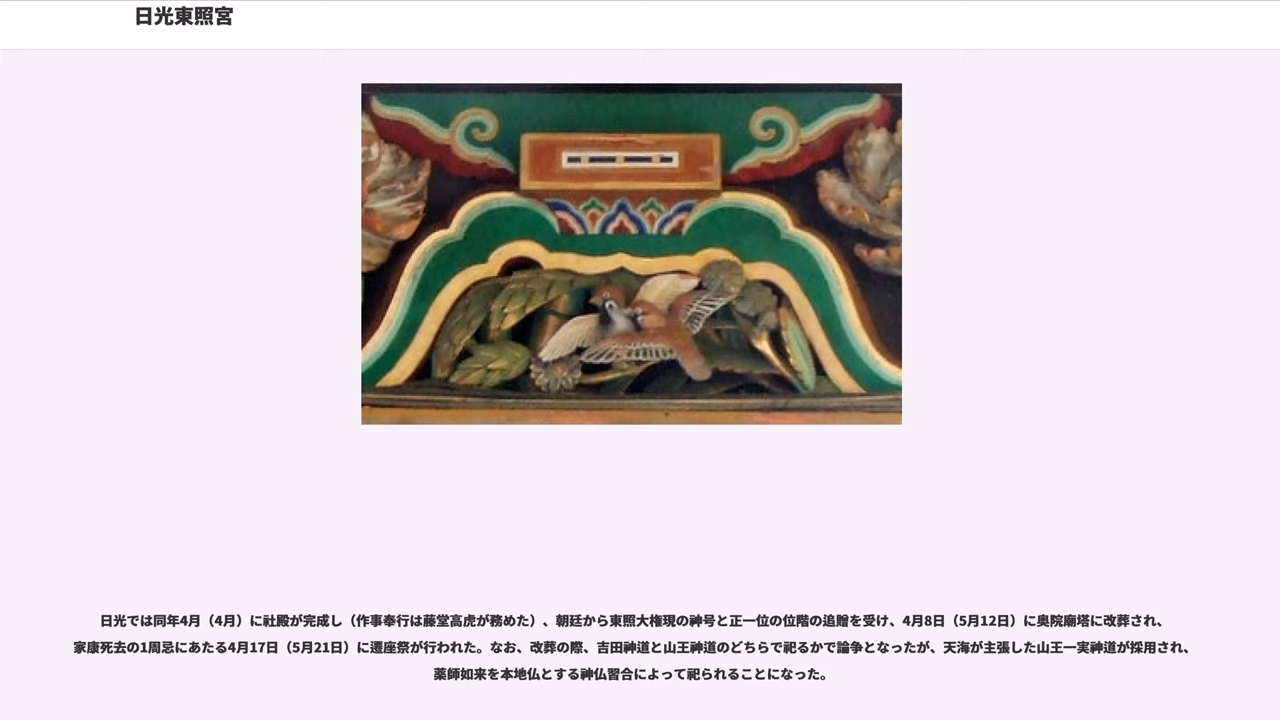 日光東照宮
日光では同年4月（4月）に社殿が完成し（作事奉行は藤堂高虎が務めた）、朝廷から東照大権現の神号と正一位の位階の追贈を受け、4月8日（5月12日）に奥院廟塔に改葬され、
家康死去の1周忌にあたる4月17日（5月21日）に遷座祭が行われた。なお、改葬の際、吉田神道と山王神道のどちらで祀るかで論争となったが、天海が主張した山王一実神道が採用され、
薬師如来を本地仏とする神仏習合によって祀られることになった。